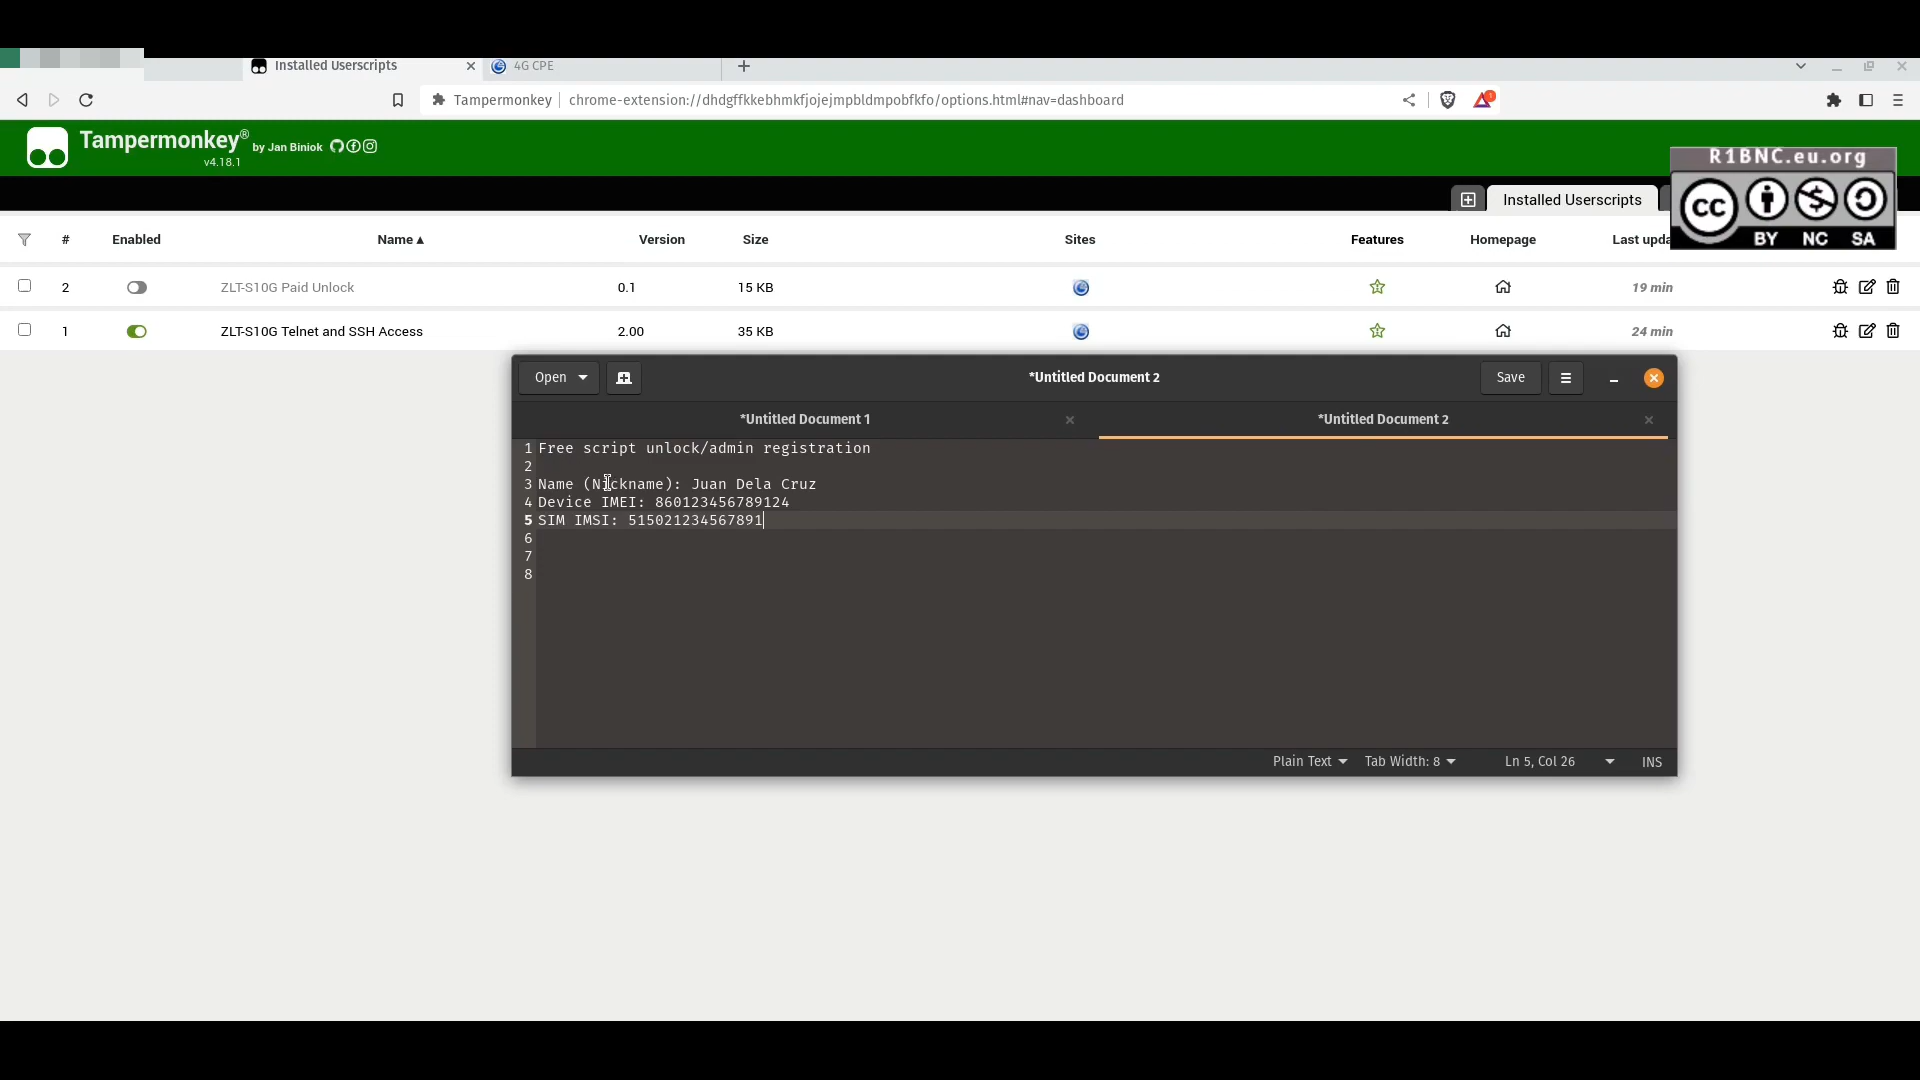 Installed Userscripts
4G CPE
Tampermonkey
chrome-extension://dhdgffkkebhmkfjojejmpbldmpobfkfo/options.html#nav=dashboard
1
Tampermonkey®
by Jan Biniok
v4.18.1
R1BNC.eu.org
cc
BY NC SA
Installed Userscripts
# Enabled Name▲ Version Size Sites Features Homepage Last upda
2 ZLT-S10G Paid Unlock 0.1 15 KB 19 min
1 ZLT-S10G Telnet and SSH Access 2.00 35 KB 24 min
Open *Untitled Document 2 Save
*Untitled Document 1 *Untitled Document 2
1 Free script unlock/admin registration
2
3 Name (Nickname): Juan Dela Cruz
4 Device IMEI: 860123456789124
5 SIM IMSI: 515021234567891
6
7
8
Plain Text Tab Width: 8 Ln 5, Col 26 INS